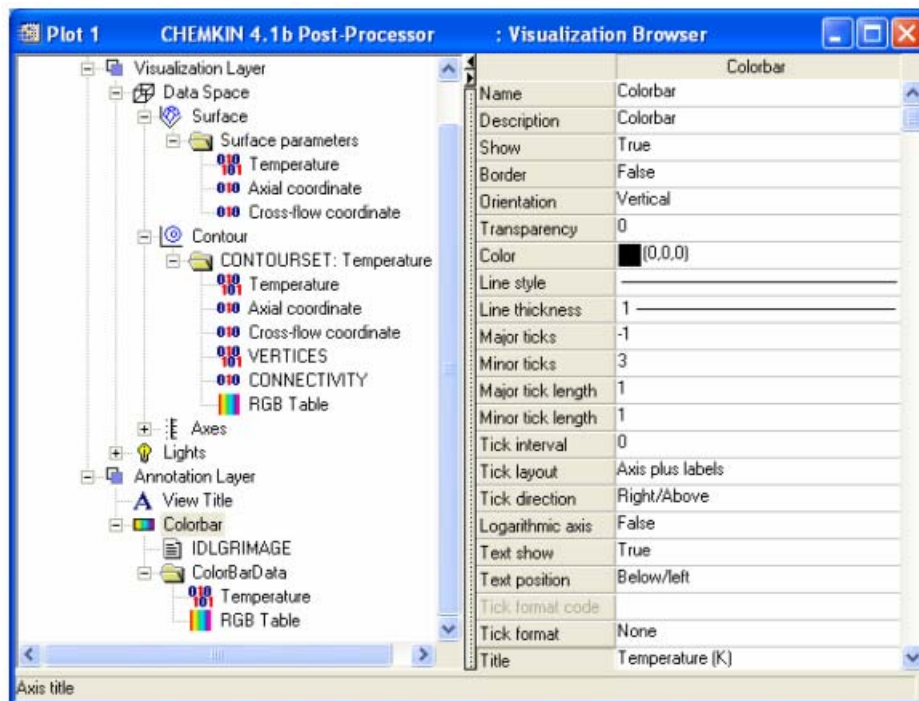 Plot 1 CHEMKIN 4.1b Post-Processor : Visualization Browser
Visualization Layer
Data Space
Surface
Surface parameters
Temperature
Axial coordinate
Cross-flow coordinate
Contour
CONTOURSET: Temperature
Temperature
Axial coordinate
Cross-flow coordinate
VERTICES
CONNECTIVITY
RGB Table
Axes
Lights
Annotation Layer
View Title
Colorbar
IDLGRIMAGE
ColorBarData
Temperature
RGB Table
Colorbar
Name Colorbar
Description Colorbar
Show True
Border False
Orientation Vertical
Transparency 0
Color (0,0,0)
Line style
Line thickness 1
Major ticks -1
Minor ticks 3
Major tick length 1
Minor tick length 1
Tick interval 0
Tick layout Axis plus labels
Tick direction Right/Above
Logarithmic axis False
Text show True
Text position Below/left
Tick format code
Tick format None
Title Temperature (K)
Axis title